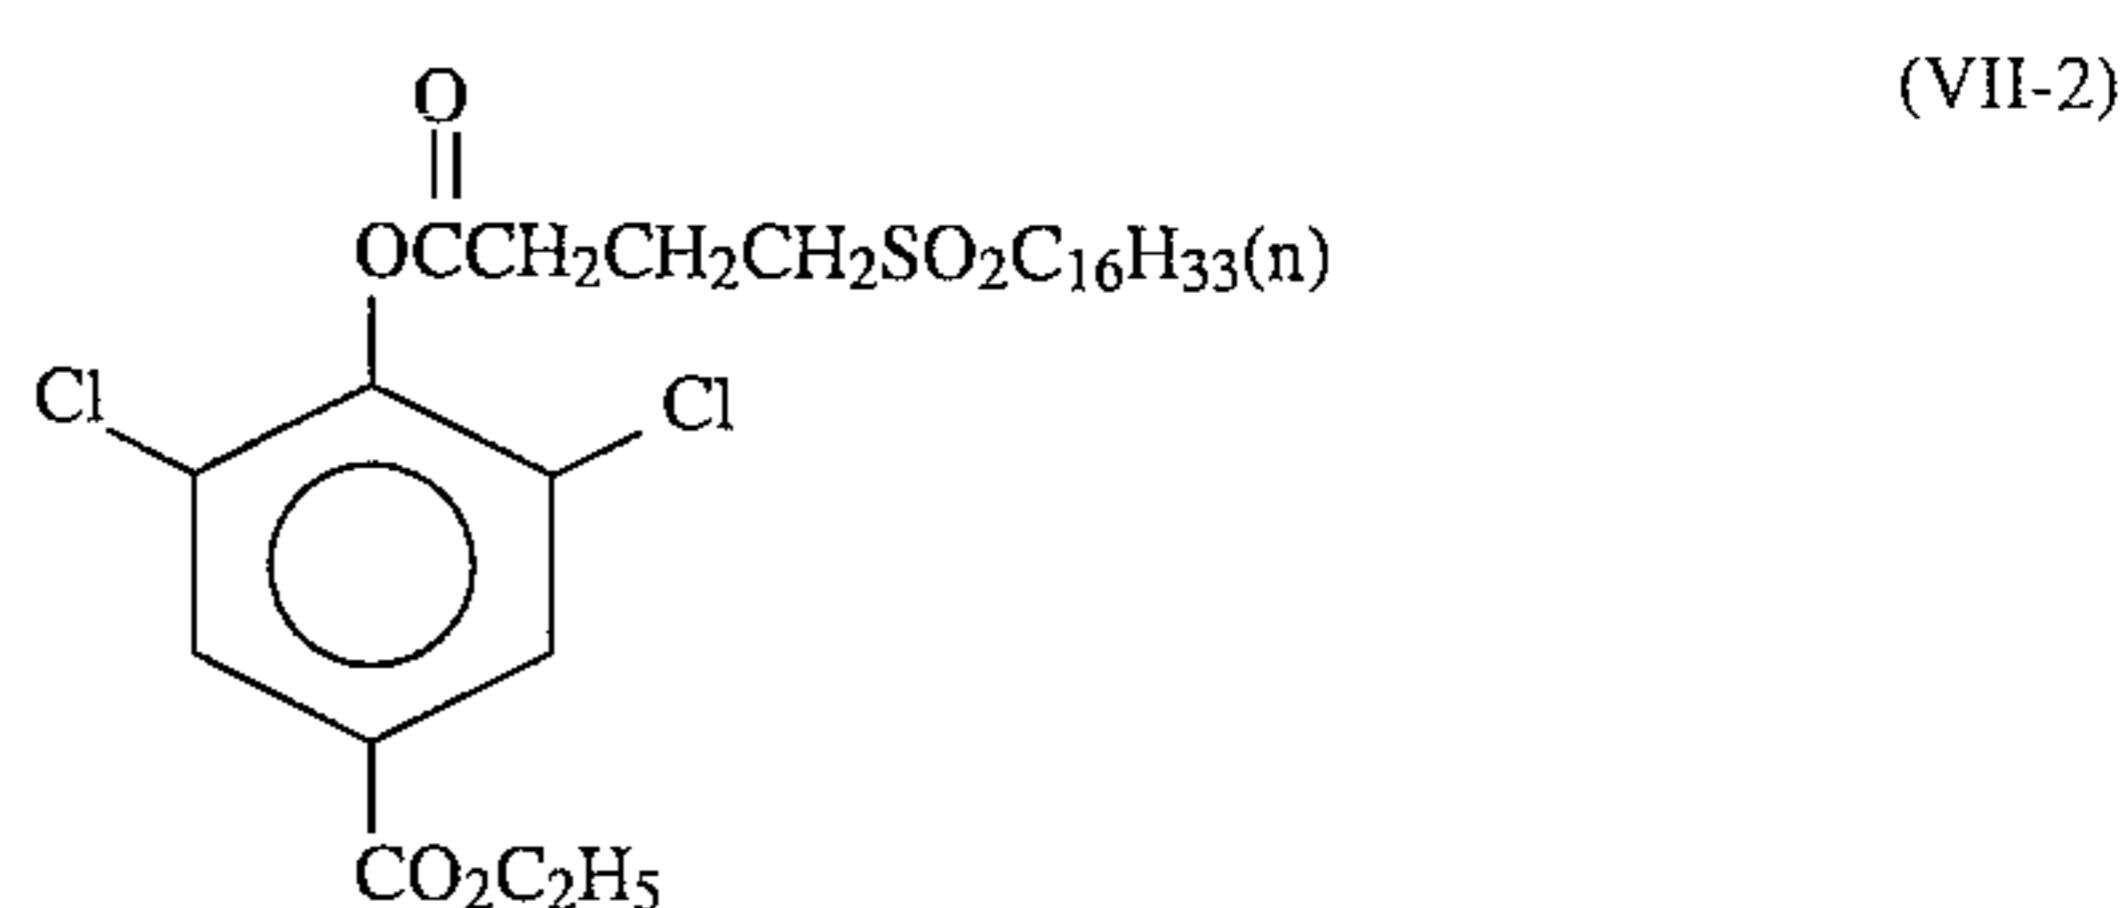 (VII-2)
O
OCCH₂CH₂CH₂SO₂C₁₆H₃₃(n)
Cl
Cl
CO₂C₂H₅